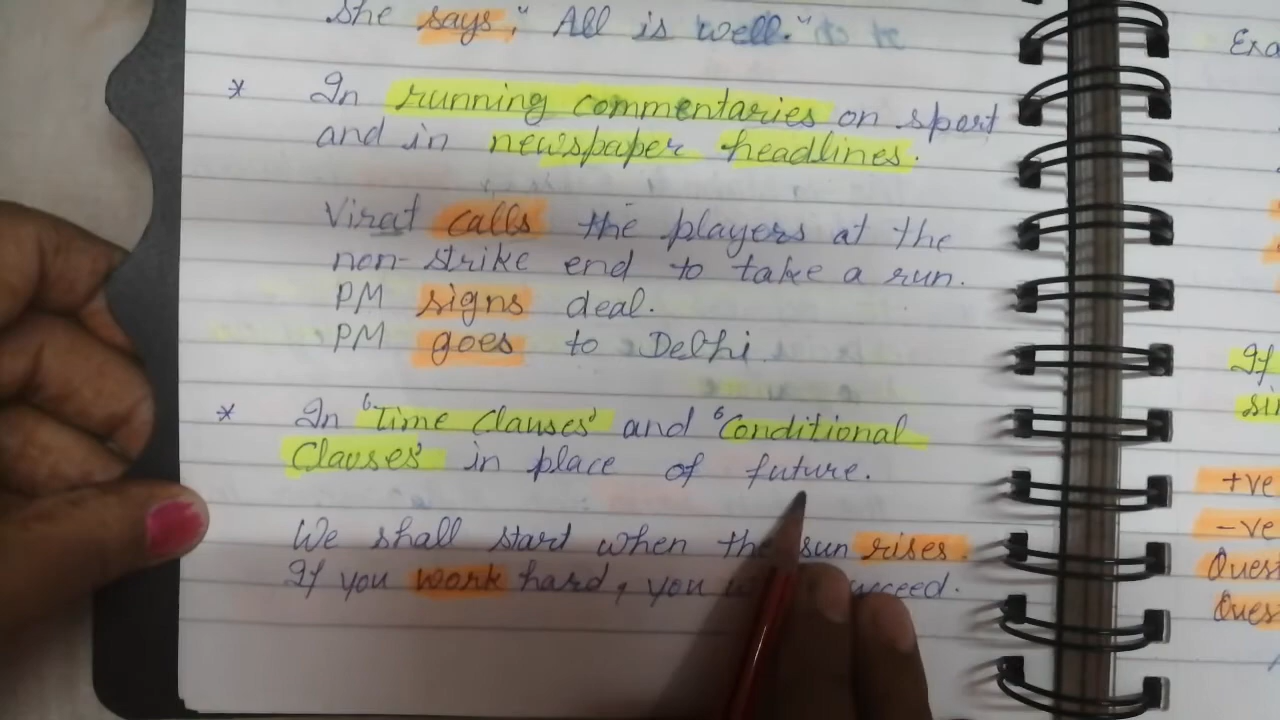 she says, "All is well."
* In running commentaries on sport
and in newspaper headlines.
Virat calls the players at the
non-strike end to take a run.
PM signs deal.
PM goes to Delhi.
* In 'Time Clauses' and 'Conditional
Clauses' in place of future.
We shall start when the sun rises.
If you work hard, you
Exa
If
+ve
-ve